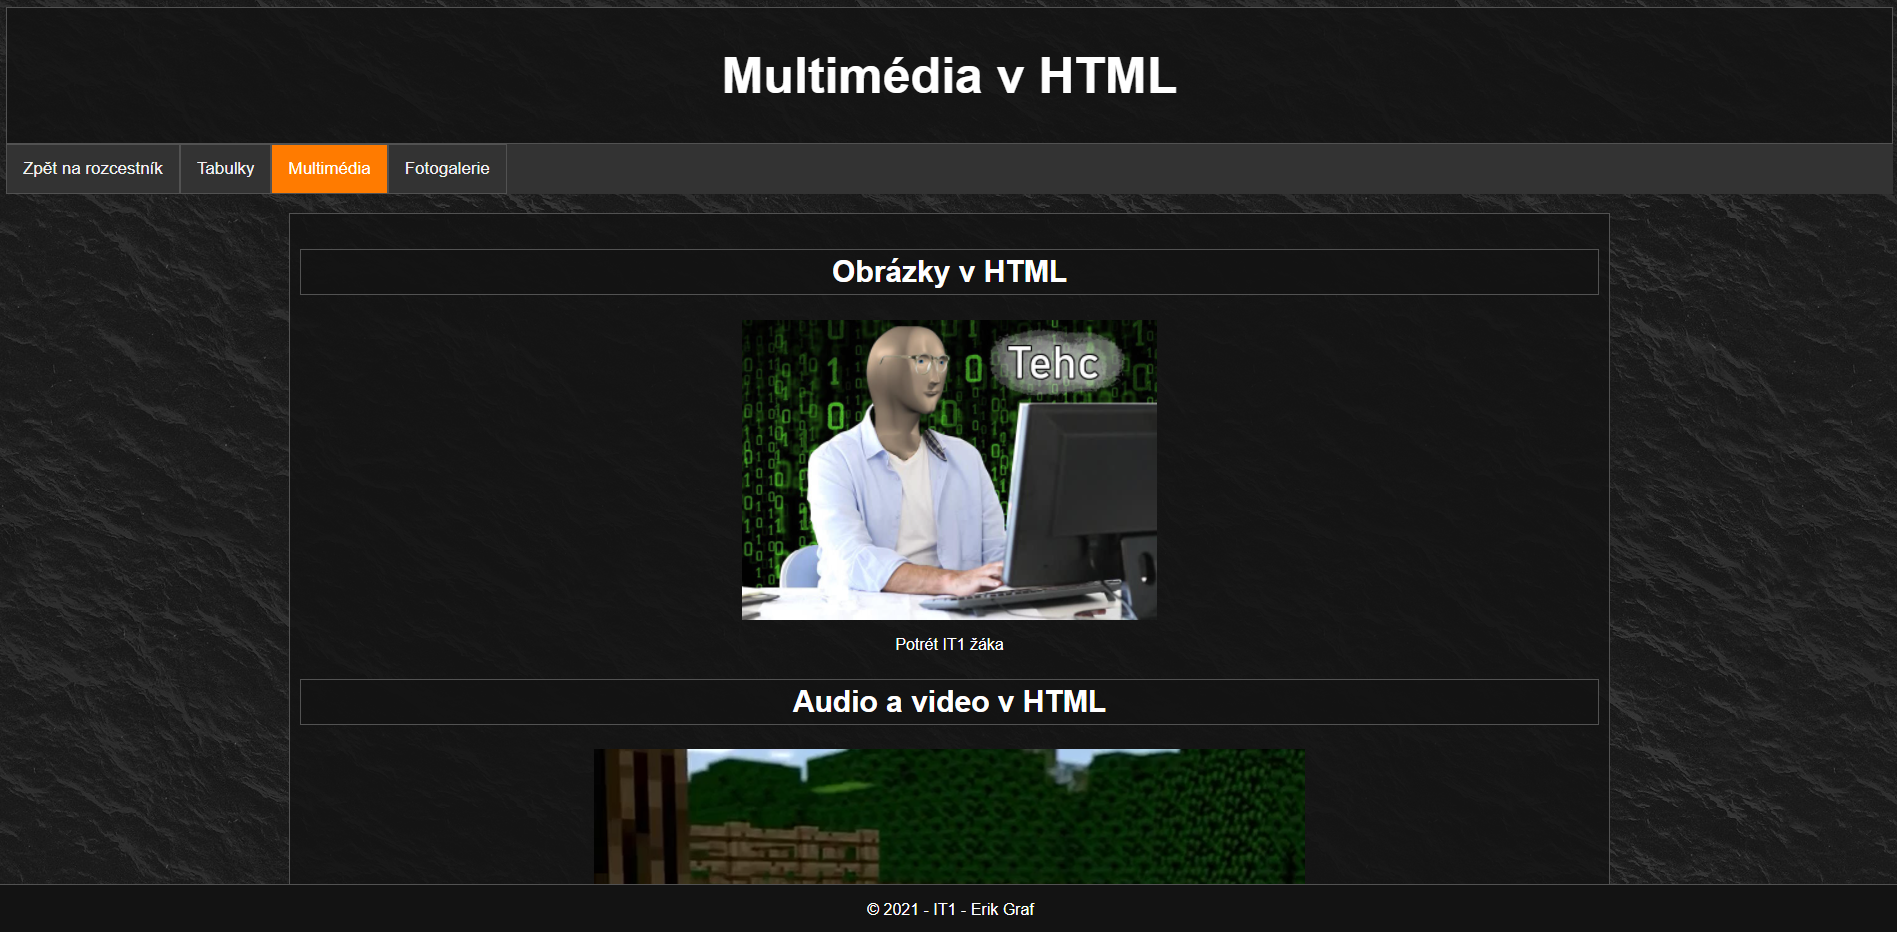 Multimédia v HTML
Zpět na rozcestník Tabulky Multimédia Fotogalerie
Obrázky v HTML
Tehc
Potrét IT1 žáka
Audio a video v HTML
© 2021 - IT1 - Erik Graf